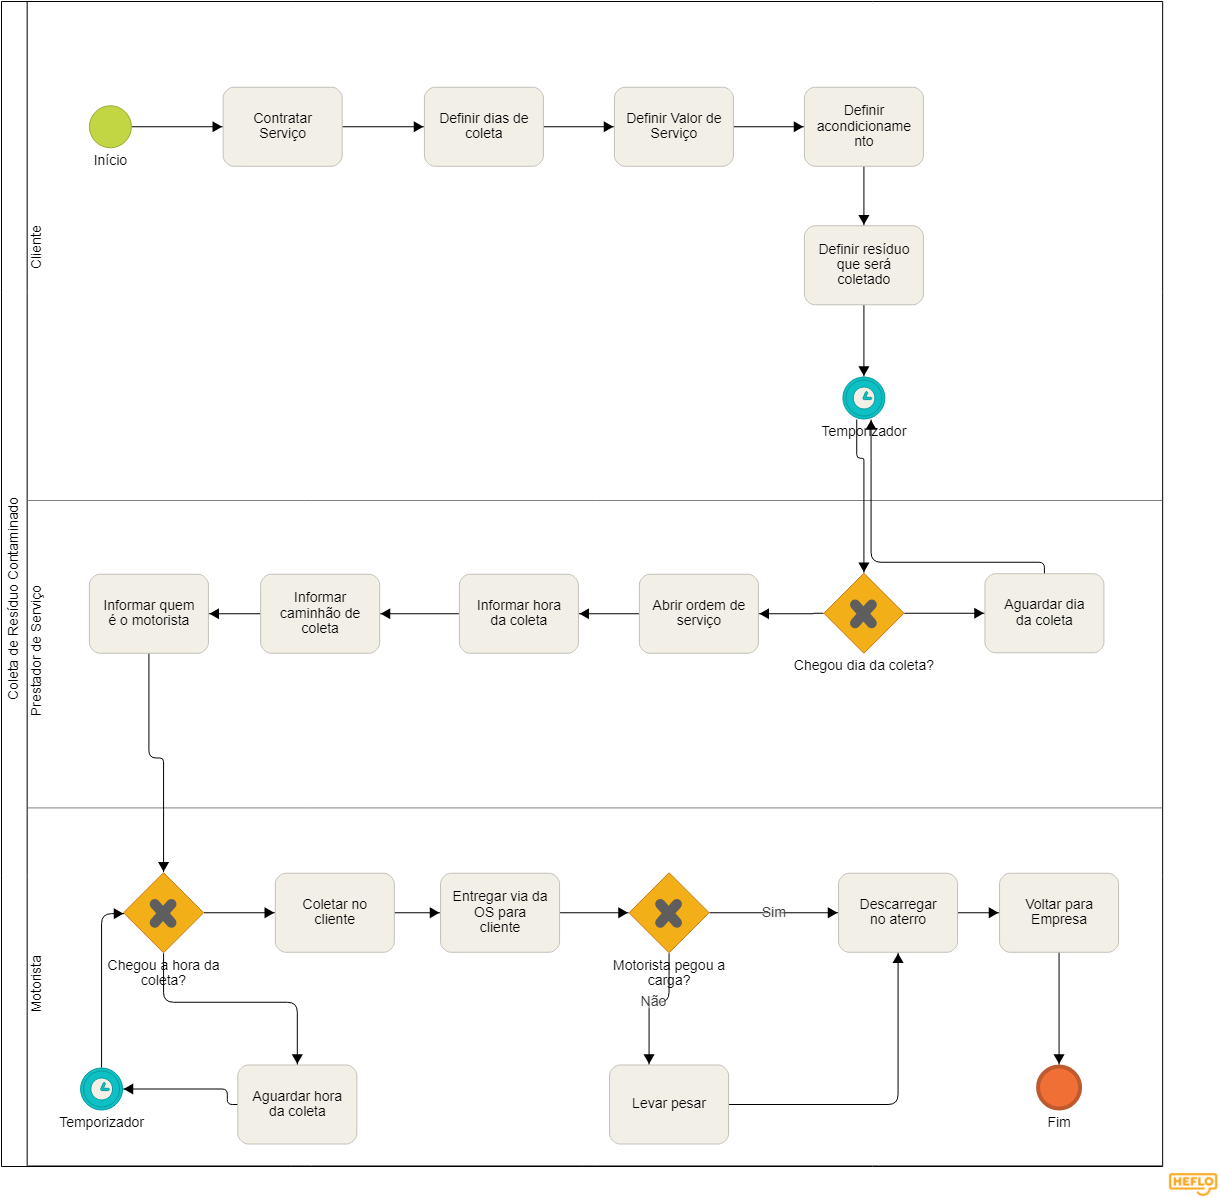 Coleta de Resíduo Contaminado
Cliente
Início
Contratar
Serviço
Definir dias de
coleta
Definir Valor de
Serviço
Definir
acondicioname
nto
Definir resíduo
que será
coletado
Temporizador
Prestador de Serviço
Informar quem
é o motorista
Informar
caminhão de
coleta
Informar hora
da coleta
Abrir ordem de
serviço
Chegou dia da coleta?
Aguardar dia
da coleta
Motorista
Chegou a hora da
coleta?
Coletar no
cliente
Entregar via da
OS para
cliente
Motorista pegou a
carga?
Sim
Não
Descarregar
no aterro
Voltar para
Empresa
Temporizador
Aguardar hora
da coleta
Levar pesar
Fim
HEFLO